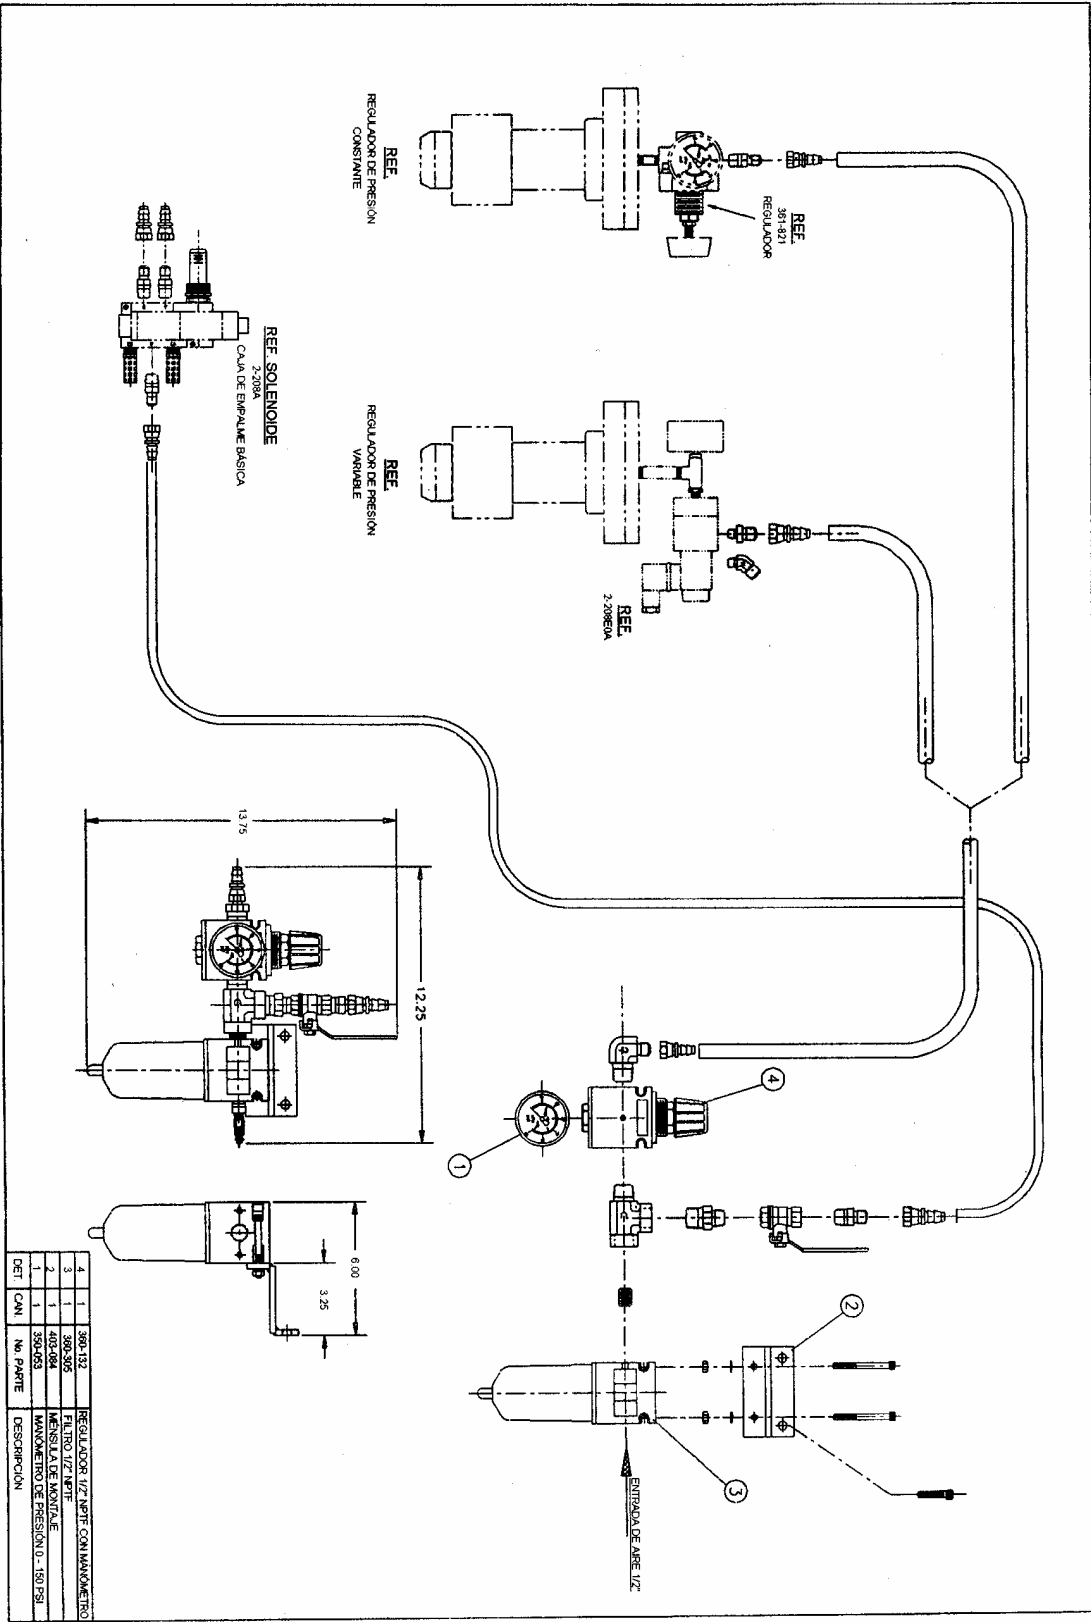 REF.
REGULADOR DE PRESIÓN
CONSTANTE
REF.
361-821
REGULADOR
REF. SOLENOIDE
2-208A
CAJA DE EMPALME BÁSICA
REF.
REGULADOR DE PRESIÓN
VARIABLE
REF.
2-208E0A
13.75
12.25
6.00
3.25
1
4
2
3
ENTRADA DE AIRE 1/2"
4 1 360-132 REGULADOR 1/2" NPTF CON MANÓMETRO
3 1 360-305 FILTRO 1/2" NPTF
2 1 403-084 MÉNSULA DE MONTAJE
1 1 350-053 MANÓMETRO DE PRESIÓN 0 - 150 PSI
DET. CAN. No. PARTE DESCRIPCIÓN